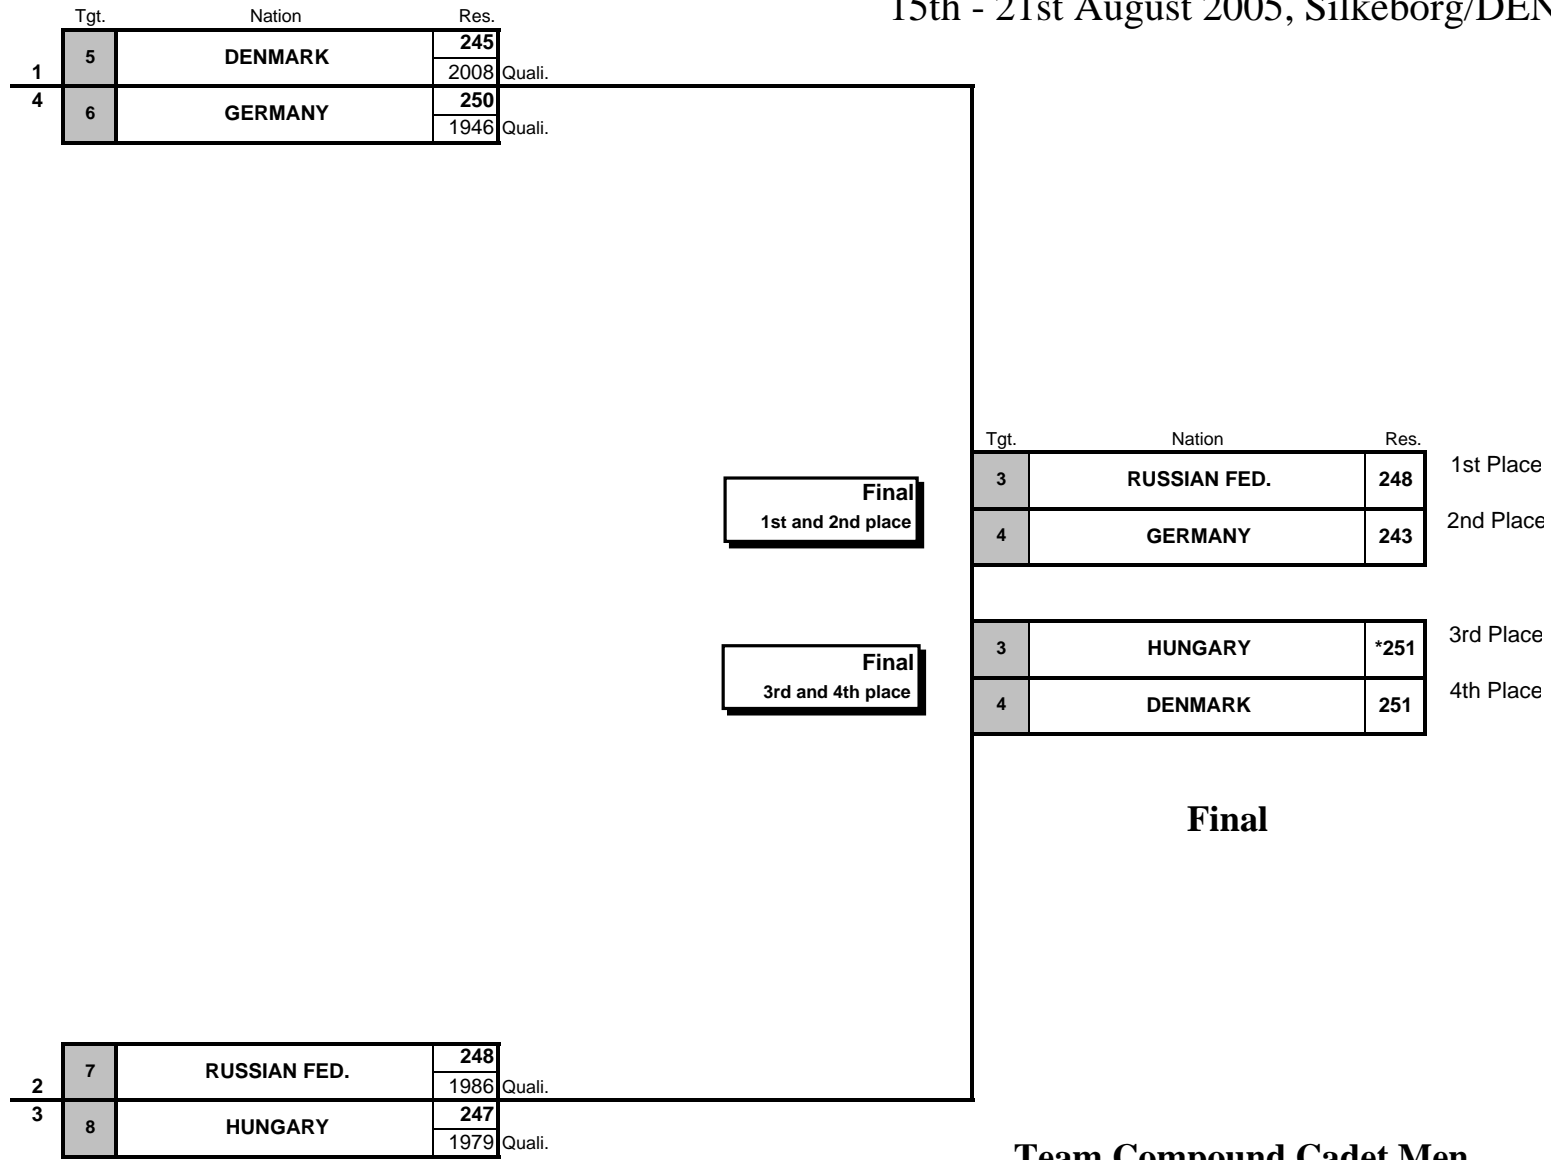 15th - 21st August 2005, Silkeborg/DEN
Tgt. Nation Res.
1 5 DENMARK 245
2008 Quali.
4 6 GERMANY 250
1946 Quali.
Tgt. Nation Res.
Final
1st and 2nd place
3 RUSSIAN FED. 248 1st Place
4 GERMANY 243 2nd Place
Final
3rd and 4th place
3 HUNGARY *251 3rd Place
4 DENMARK 251 4th Place
Final
2 7 RUSSIAN FED. 248
1986 Quali.
3 8 HUNGARY 247
1979 Quali.
Team Compound Cadet Men